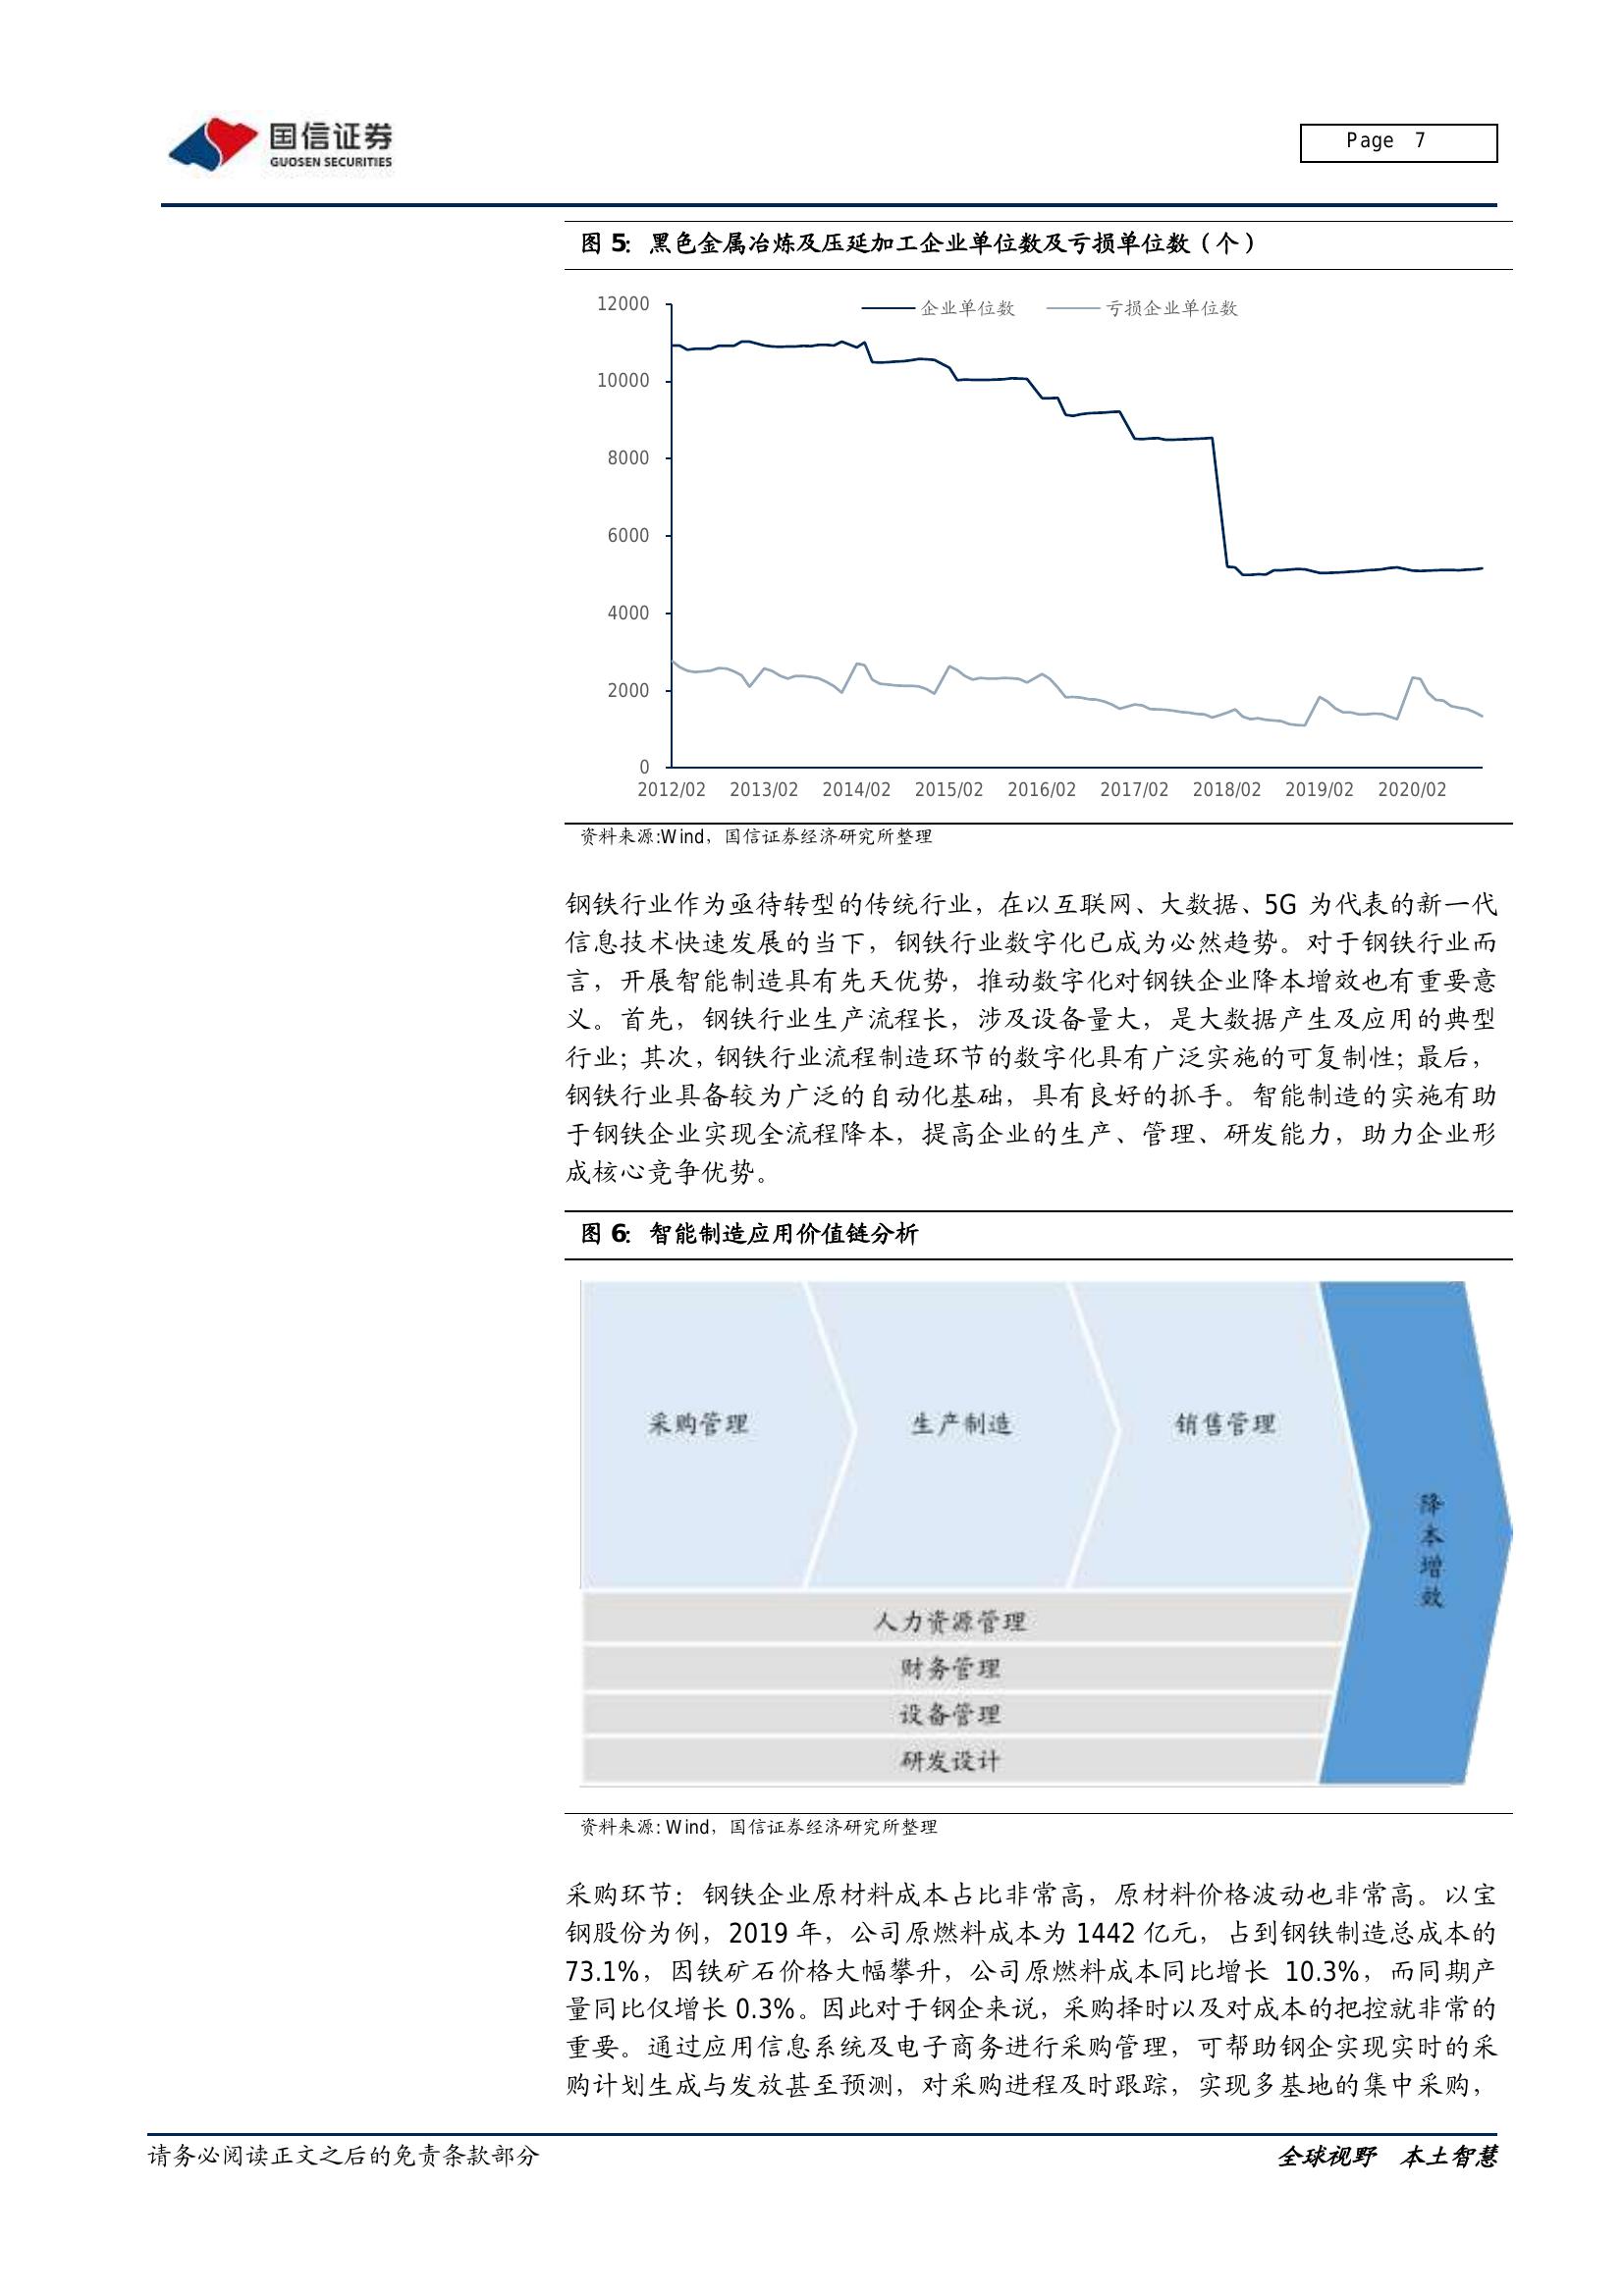 国信证券
GUOSEN SECURITIES
Page 7
图 5: 黑色金属冶炼及压延加工企业单位数及亏损单位数（个）
企业单位数
亏损企业单位数
12000
10000
8000
6000
4000
2000
0
2012/02 2013/02 2014/02 2015/02 2016/02 2017/02 2018/02 2019/02 2020/02
资料来源:Wind，国信证券经济研究所整理
钢铁行业作为亟待转型的传统行业，在以互联网、大数据、5G 为代表的新一代
信息技术快速发展的当下，钢铁行业数字化已成为必然趋势。对于钢铁行业而
言，开展智能制造具有先天优势，推动数字化对钢铁企业降本增效也有重要意
义。首先，钢铁行业生产流程长，涉及设备量大，是大数据产生及应用的典型
行业；其次，钢铁行业流程制造环节的数字化具有广泛实施的可复制性；最后，
钢铁行业具备较为广泛的自动化基础，具有良好的抓手。智能制造的实施有助
于钢铁企业实现全流程降本，提高企业的生产、管理、研发能力，助力企业形
成核心竞争优势。
图 6: 智能制造应用价值链分析
采购管理
生产制造
销售管理
降本增效
人力资源管理
财务管理
设备管理
研发设计
资料来源: Wind，国信证券经济研究所整理
采购环节：钢铁企业原材料成本占比非常高，原材料价格波动也非常高。以宝
钢股份为例，2019 年，公司原燃料成本为 1442 亿元，占到钢铁制造总成本的
73.1%，因铁矿石价格大幅攀升，公司原燃料成本同比增长 10.3%，而同期产
量同比仅增长 0.3%。因此对于钢企来说，采购择时以及对成本的把控就非常的
重要。通过应用信息系统及电子商务进行采购管理，可帮助钢企实现实时的采
购计划生成与发放甚至预测，对采购进程及时跟踪，实现多基地的集中采购，
请务必阅读正文之后的免责条款部分
全球视野 本土智慧